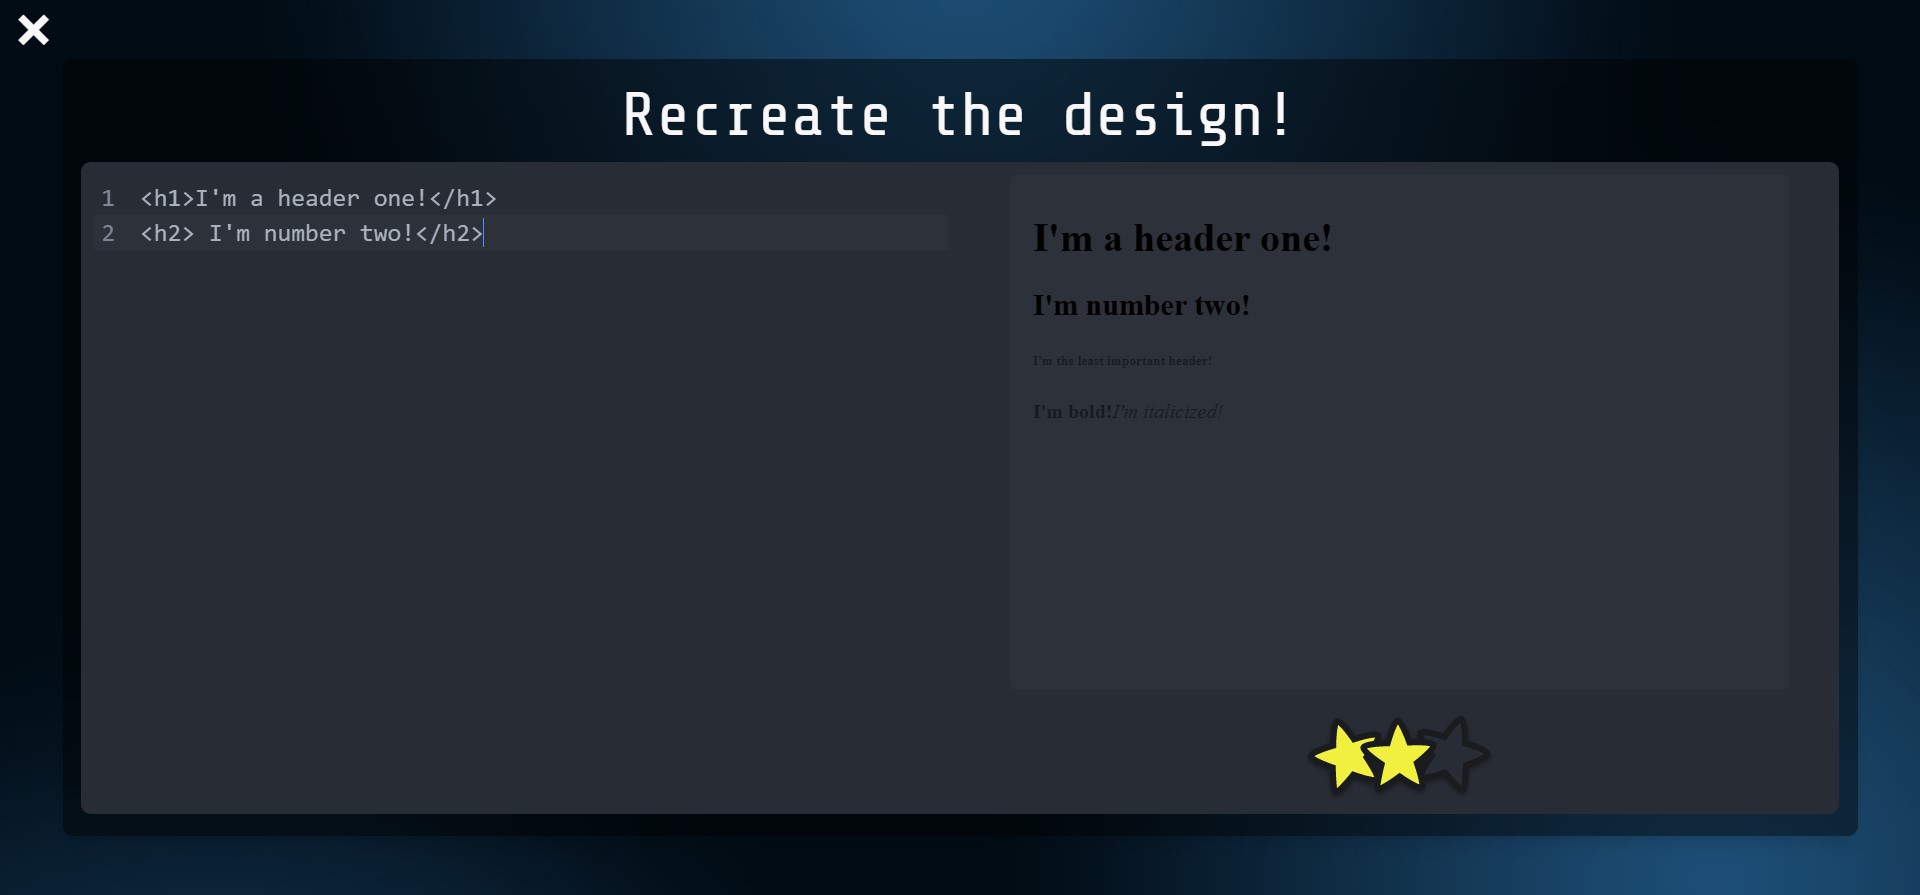 Recreate the design!
1 <h1>I'm a header one!</h1>
2 <h2> I'm number two!</h2>
I'm a header one!
I'm number two!
I'm the least important header!
I'm bold!I'm italicized!